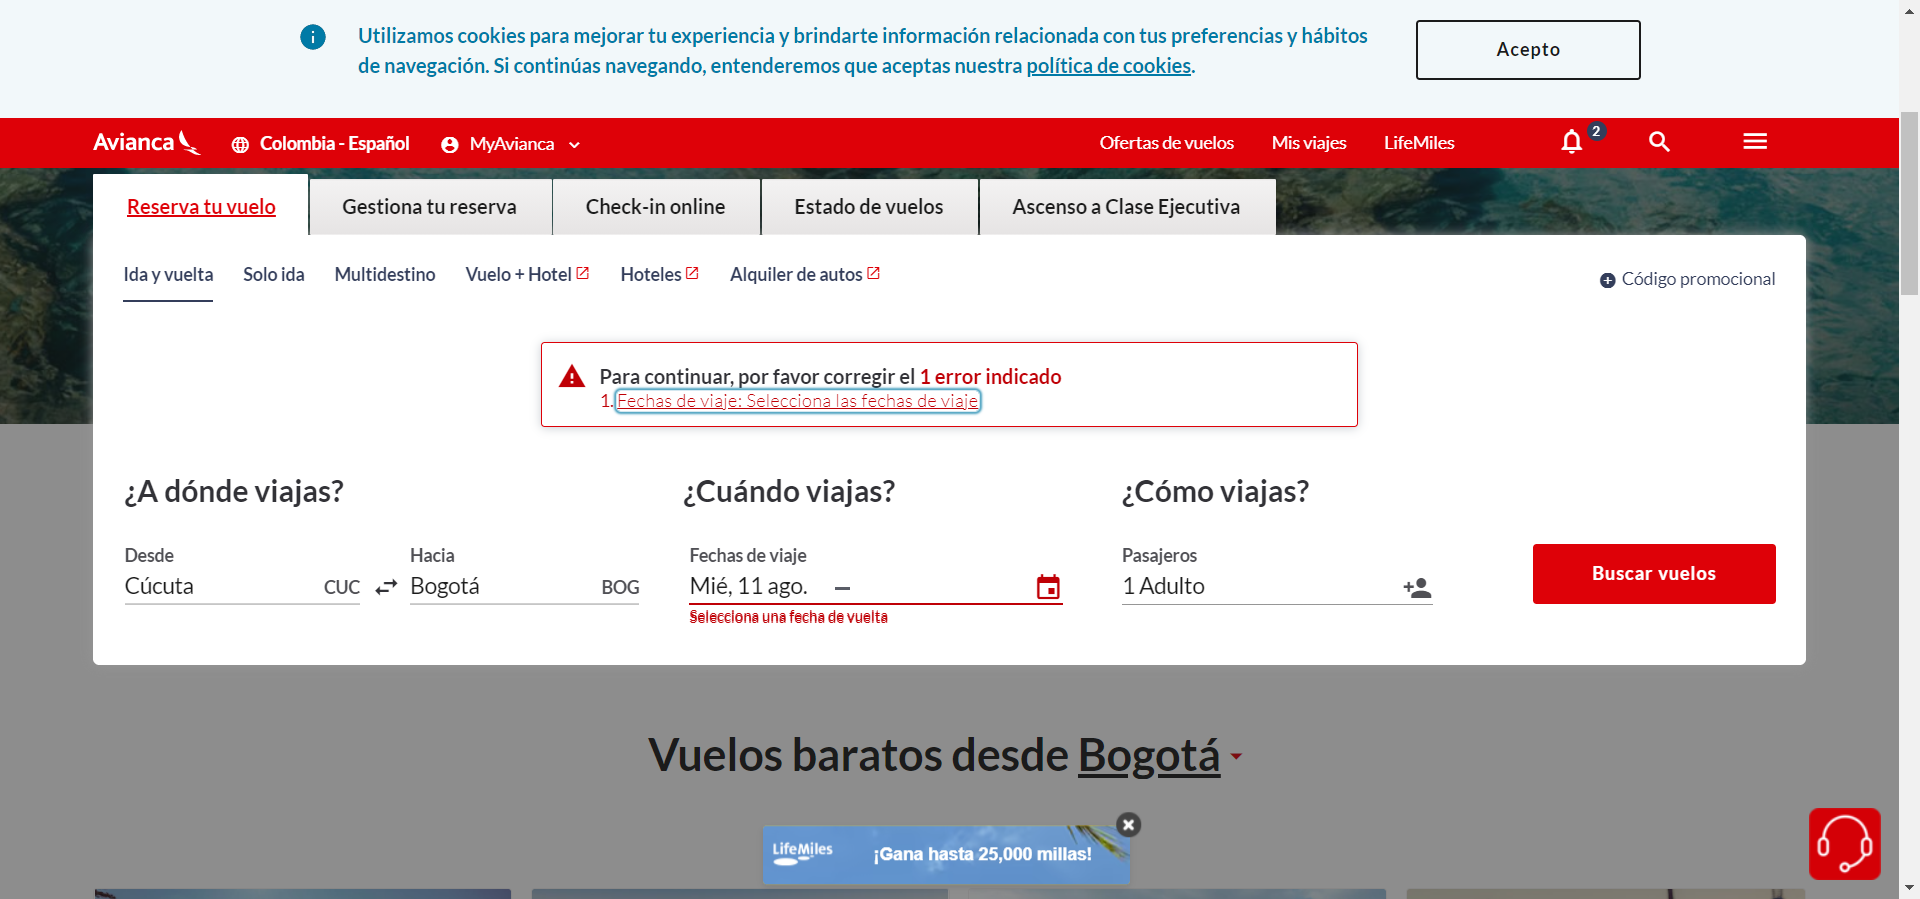 Utilizamos cookies para mejorar tu experiencia y brindarte información relacionada con tus preferencias y hábitos
de navegación. Si continúas navegando, entenderemos que aceptas nuestra política de cookies.
Acepto
Avianca
Colombia - Español
MyAvianca
Ofertas de vuelos
Mis viajes
LifeMiles
2
Reserva tu vuelo
Gestiona tu reserva
Check-in online
Estado de vuelos
Ascenso a Clase Ejecutiva
Ida y vuelta
Solo ida
Multidestino
Vuelo + Hotel
Hoteles
Alquiler de autos
Código promocional
Para continuar, por favor corregir el 1 error indicado
1. Fechas de viaje: Selecciona las fechas de viaje
¿A dónde viajas?
¿Cuándo viajas?
¿Cómo viajas?
Desde
Hacia
Fechas de viaje
Pasajeros
Cúcuta CUC
Bogotá BOG
Mié, 11 ago. –
1 Adulto
Buscar vuelos
Selecciona una fecha de vuelta
Vuelos baratos desde Bogotá
LifeMiles
¡Gana hasta 25,000 millas!